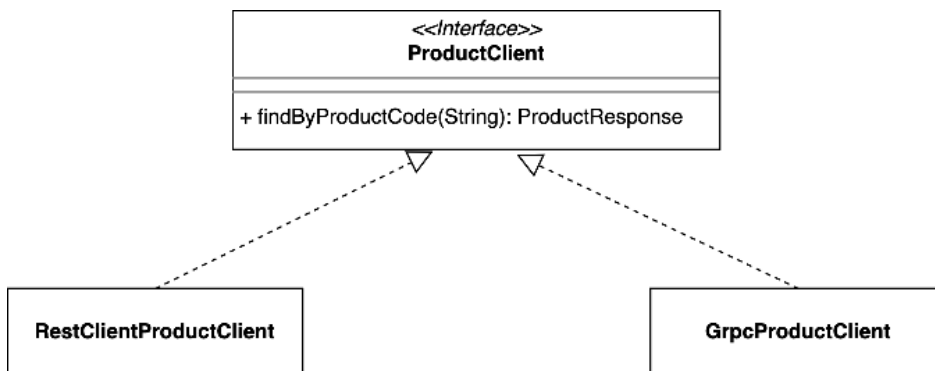 <<Interface>>
ProductClient
+ findByProductCode(String): ProductResponse
RestClientProductClient
GrpcProductClient